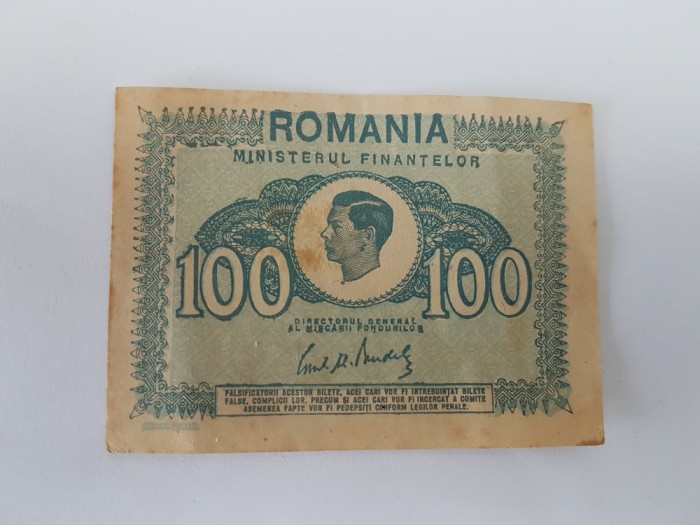 ROMANIA
MINISTERUL FINANTELOR
100 100
DIRECTORUL GENERAL
AL MISCARII FONDURILOR
FALSIFICATORII ACESTOR BILETE, ACEI CARI VOR FI INTREBUINTAT BILETE
FALSE, COMPLICII LOR, PRECUM SI ACEI CARI VOR FI INCERCAT A COMITE
ASEMENEA FAPTE VOR FI PEDEPSITI CONFORM LEGILOR PENALE.